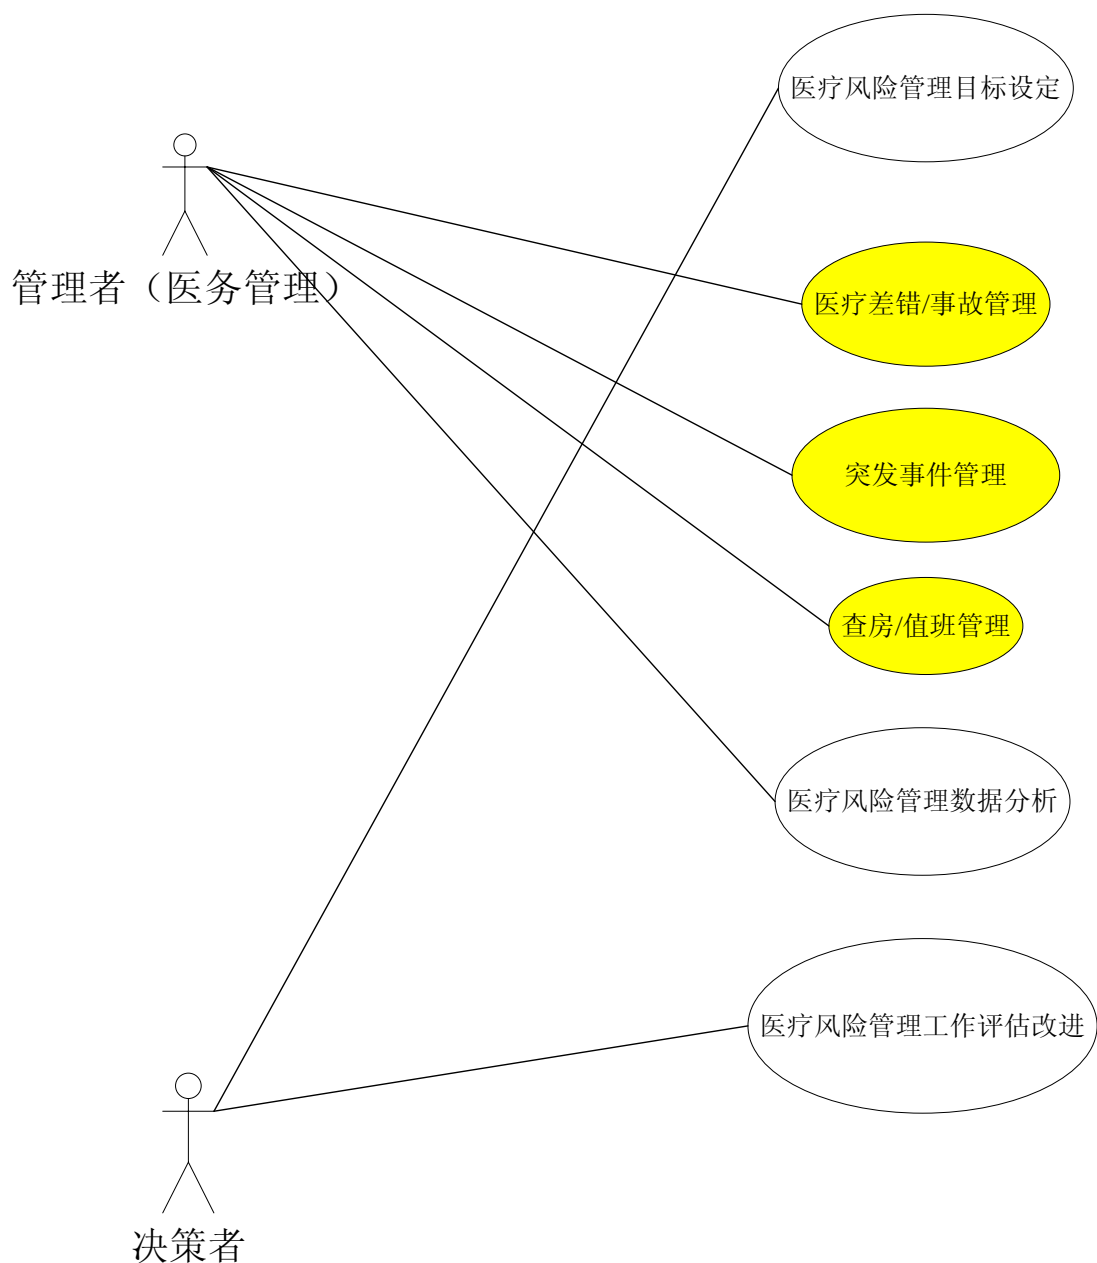 医疗风险管理目标设定
管理者（医务管理）
医疗差错/事故管理
突发事件管理
查房/值班管理
医疗风险管理数据分析
医疗风险管理工作评估改进
决策者